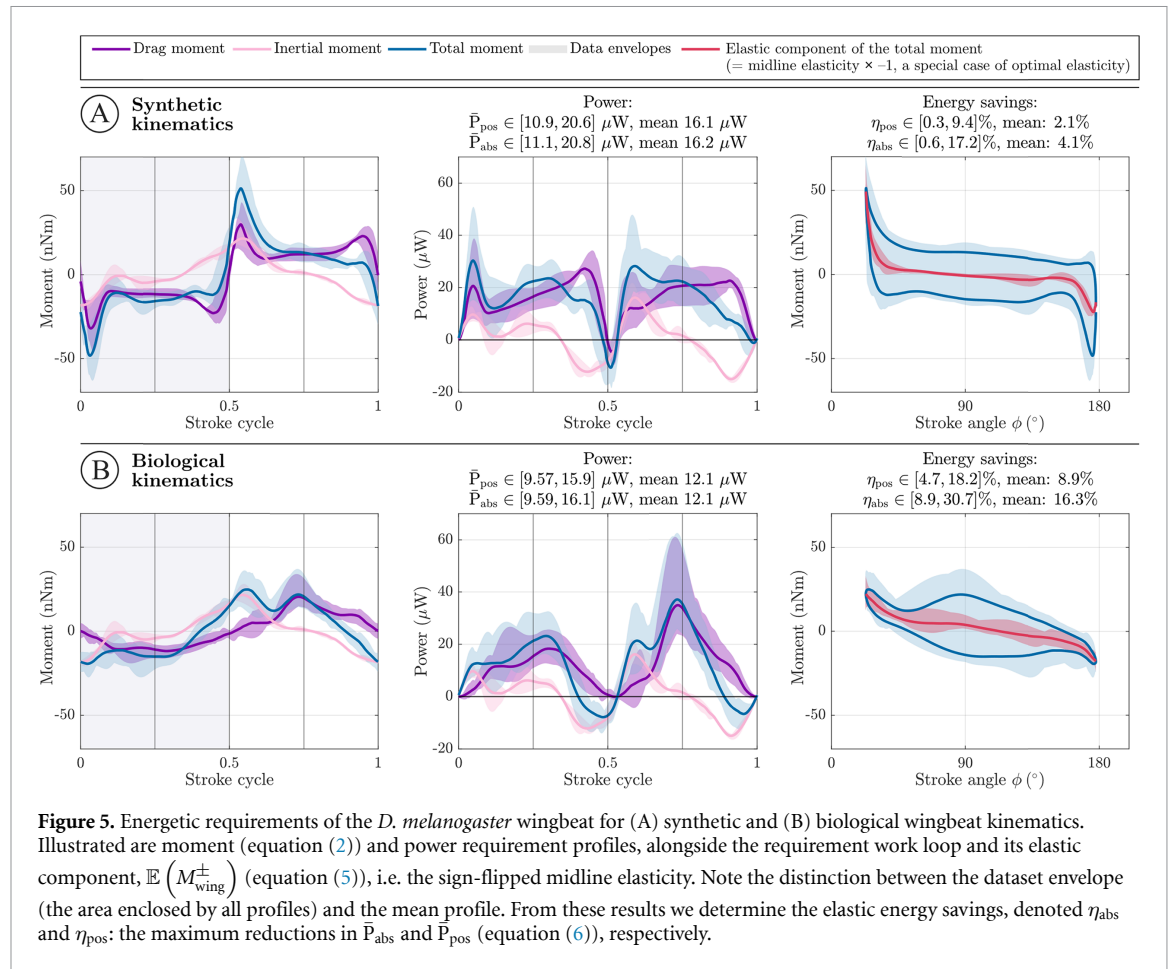 Drag moment Inertial moment Total moment Data envelopes Elastic component of the total moment
(= midline elasticity × –1, a special case of optimal elasticity)
A Synthetic kinematics
Power:
P̄pos ∈ [10.9, 20.6] μW, mean 16.1 μW
P̄abs ∈ [11.1, 20.8] μW, mean 16.2 μW
Energy savings:
ηpos ∈ [0.3, 9.4]%, mean: 2.1%
ηabs ∈ [0.6, 17.2]%, mean: 4.1%
Moment (nNm)
50
0
-50
0 0.5 1
Stroke cycle
Power (μW)
60
40
20
0
-20
0 0.5 1
Stroke cycle
Moment (nNm)
50
0
-50
0 90 180
Stroke angle ϕ (°)
B Biological kinematics
Power:
P̄pos ∈ [9.57, 15.9] μW, mean 12.1 μW
P̄abs ∈ [9.59, 16.1] μW, mean 12.1 μW
Energy savings:
ηpos ∈ [4.7, 18.2]%, mean: 8.9%
ηabs ∈ [8.9, 30.7]%, mean: 16.3%
Moment (nNm)
50
0
-50
0 0.5 1
Stroke cycle
Power (μW)
60
40
20
0
-20
0 0.5 1
Stroke cycle
Moment (nNm)
50
0
-50
0 90 180
Stroke angle ϕ (°)
Figure 5. Energetic requirements of the D. melanogaster wingbeat for (A) synthetic and (B) biological wingbeat kinematics.
Illustrated are moment (equation (2)) and power requirement profiles, alongside the requirement work loop and its elastic
component, 𝔼(M±wing) (equation (5)), i.e. the sign-flipped midline elasticity. Note the distinction between the dataset envelope
(the area enclosed by all profiles) and the mean profile. From these results we determine the elastic energy savings, denoted ηabs
and ηpos: the maximum reductions in P̄abs and P̄pos (equation (6)), respectively.